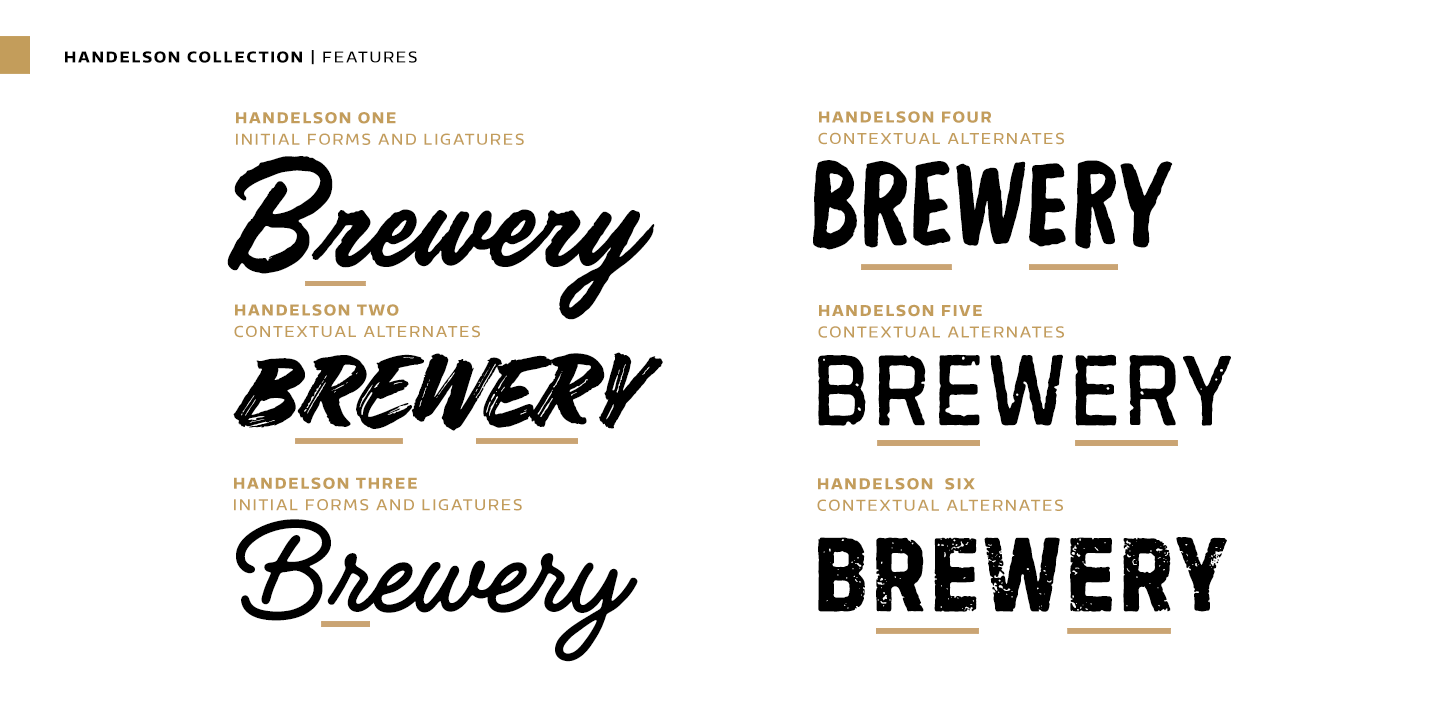 HANDELSON COLLECTION | FEATURES
HANDELSON ONE
INITIAL FORMS AND LIGATURES
Brewery
HANDELSON TWO
CONTEXTUAL ALTERNATES
BREWERY
HANDELSON THREE
INITIAL FORMS AND LIGATURES
Brewery
HANDELSON FOUR
CONTEXTUAL ALTERNATES
BREWERY
HANDELSON FIVE
CONTEXTUAL ALTERNATES
BREWERY
HANDELSON SIX
CONTEXTUAL ALTERNATES
BREWERY